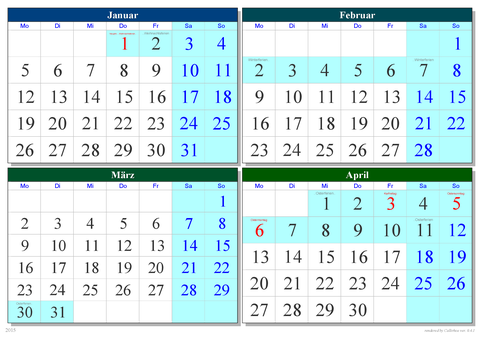 Januar
Mo Di Mi Do Fr Sa So
1 2 3 4
5 6 7 8 9 10 11
12 13 14 15 16 17 18
19 20 21 22 23 24 25
26 27 28 29 30 31
Februar
Mo Di Mi Do Fr Sa So
1
2 3 4 5 6 7 8
9 10 11 12 13 14 15
16 17 18 19 20 21 22
23 24 25 26 27 28
März
Mo Di Mi Do Fr Sa So
1
2 3 4 5 6 7 8
9 10 11 12 13 14 15
16 17 18 19 20 21 22
23 24 25 26 27 28 29
30 31
April
Mo Di Mi Do Fr Sa So
1 2 3 4 5
6 7 8 9 10 11 12
13 14 15 16 17 18 19
20 21 22 23 24 25 26
27 28 29 30
2015